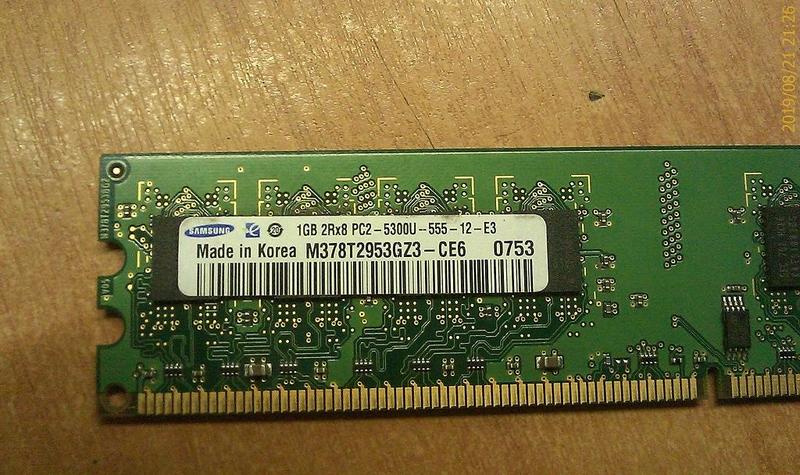 2019/08/21 21:26
SAMSUNG 1GB 2Rx8 PC2-5300U-555-12-E3
Made in Korea M378T2953GZ3-CE6 0753